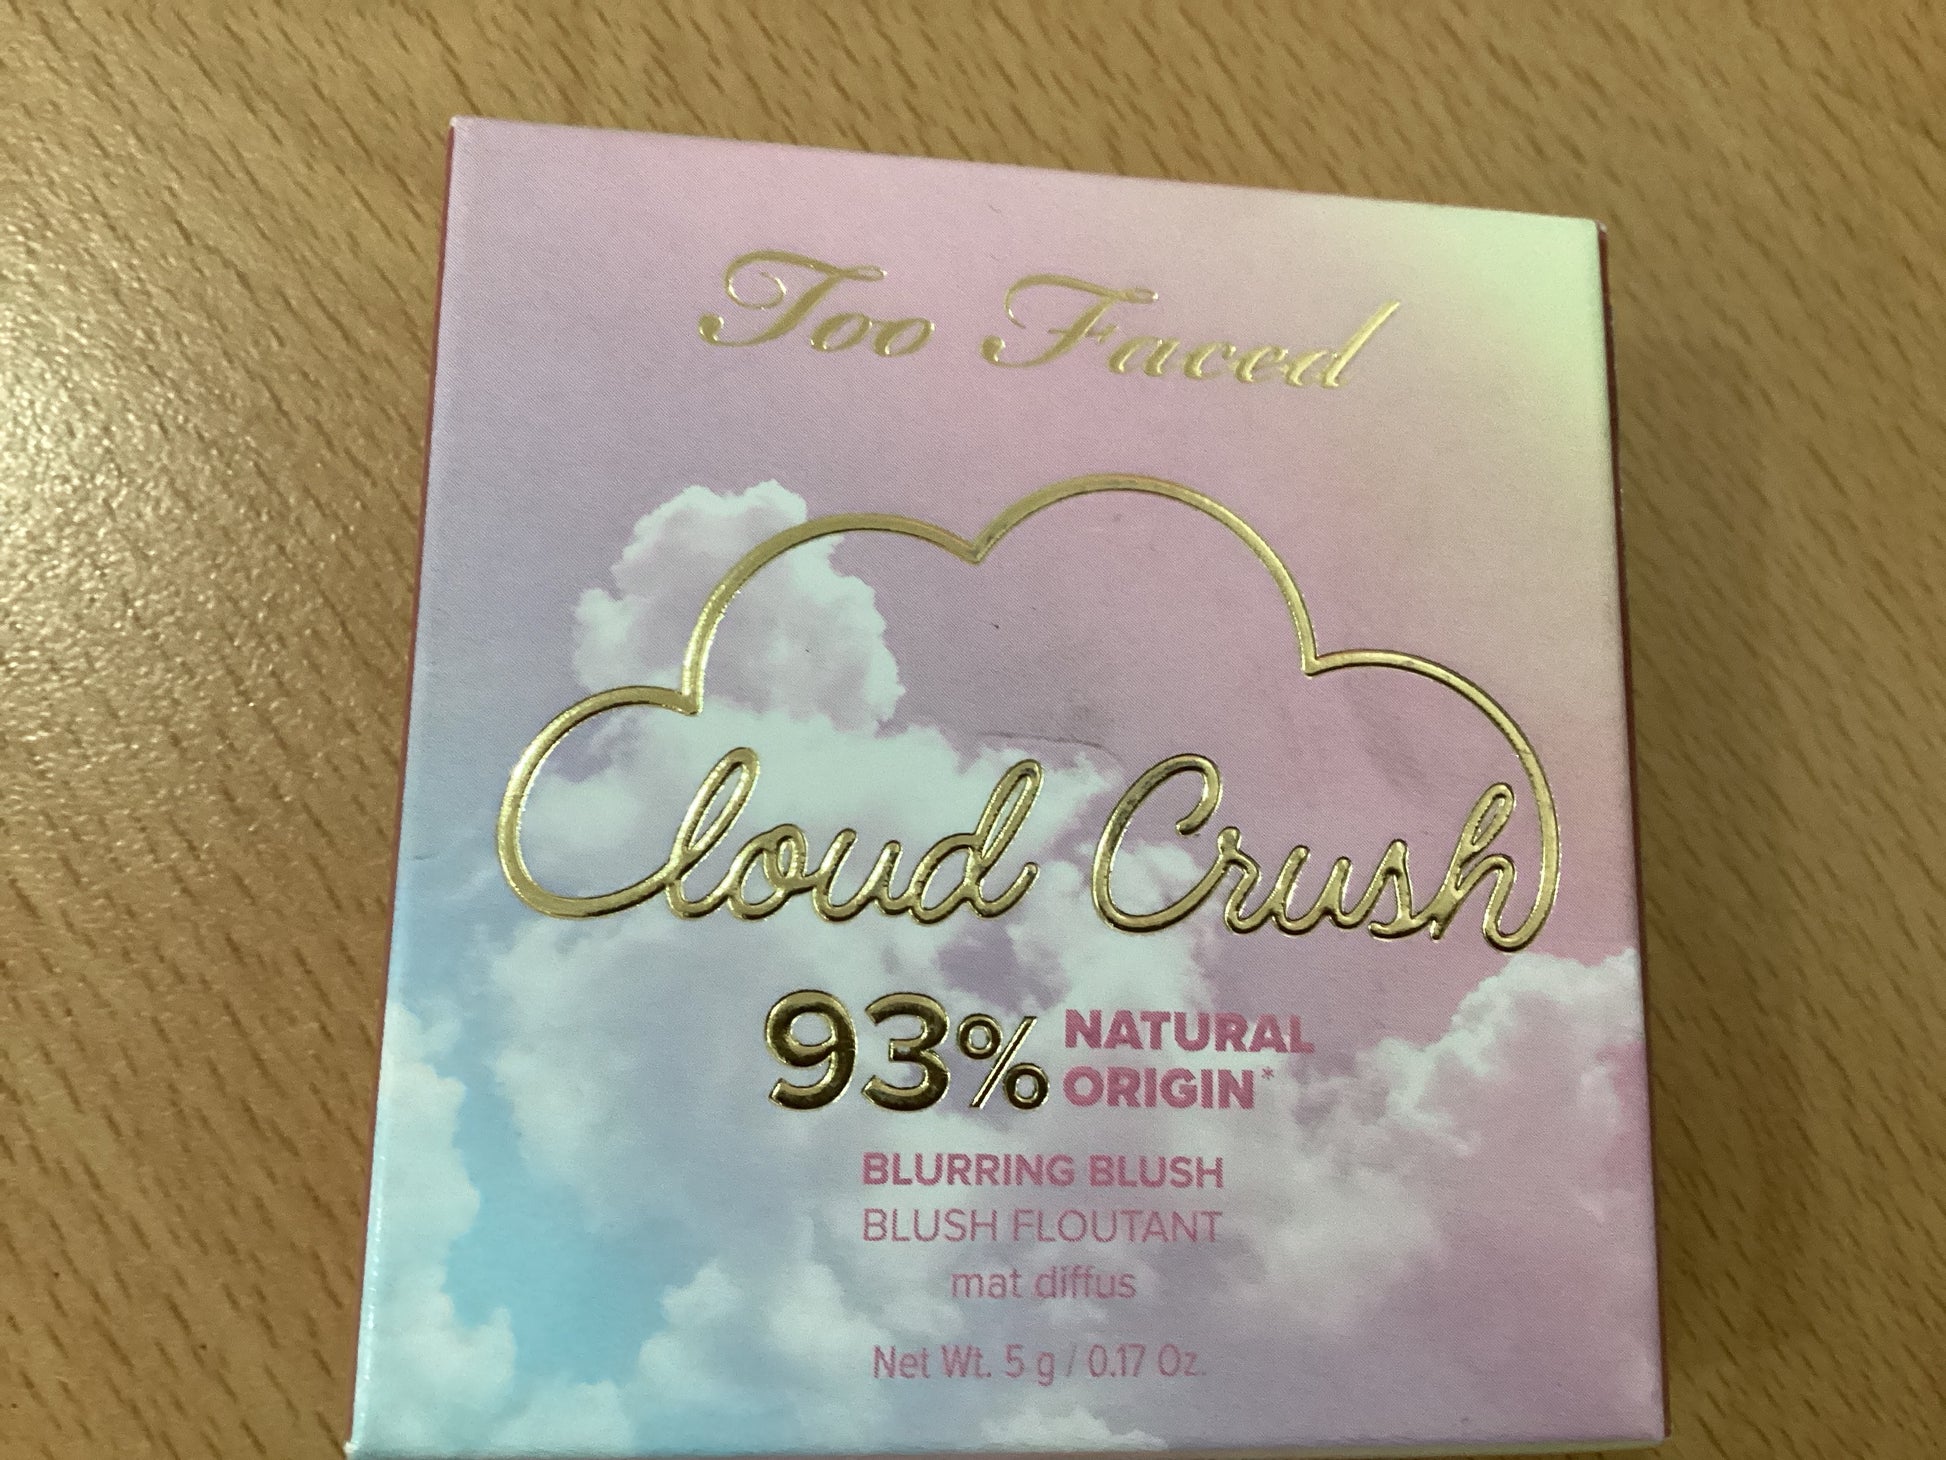 Too Faced
Cloud Crush
93% NATURAL
ORIGIN*
BLURRING BLUSH
BLUSH FLOUTANT
mat diffus
Net Wt. 5 g / 0.17 Oz.